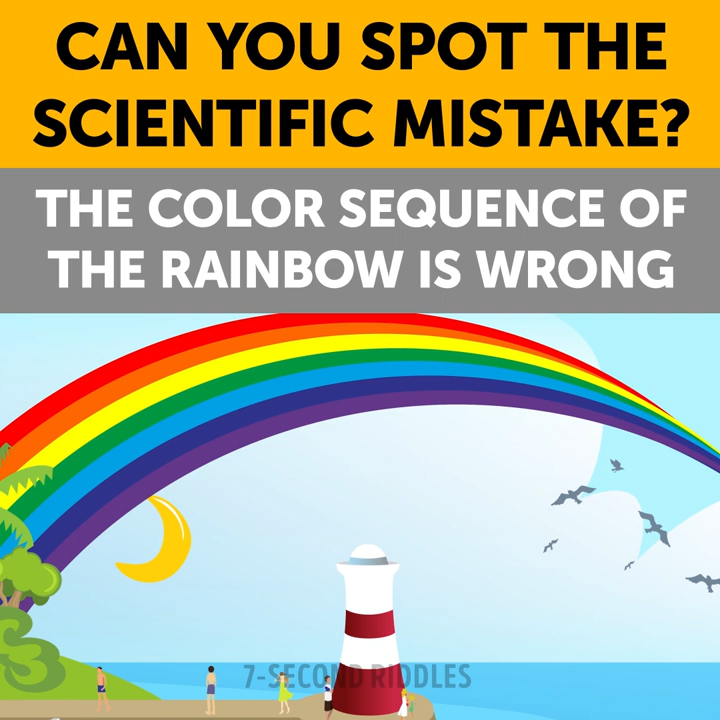 CAN YOU SPOT THE
SCIENTIFIC MISTAKE?
THE COLOR SEQUENCE OF
THE RAINBOW IS WRONG
7-SECOND RIDDLES